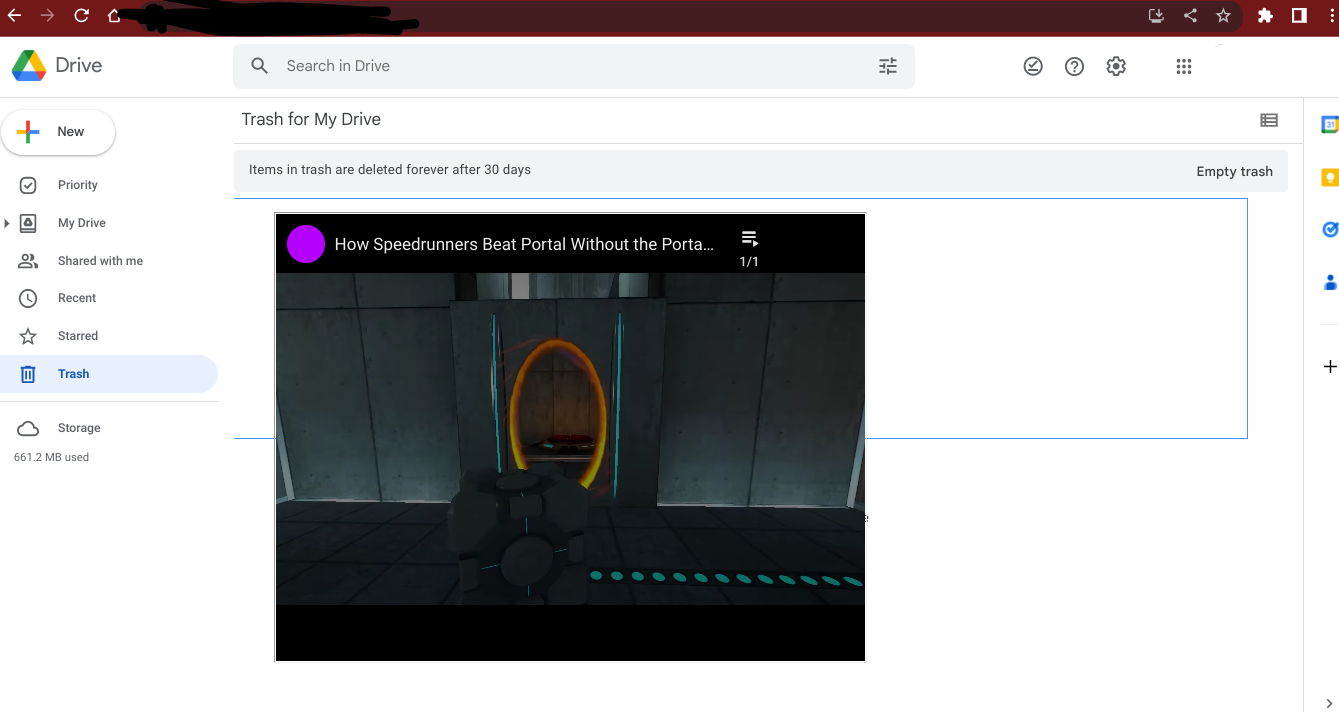 Drive
Search in Drive
New
Priority
My Drive
Shared with me
Recent
Starred
Trash
Storage
661.2 MB used
Trash for My Drive
Items in trash are deleted forever after 30 days
Empty trash
How Speedrunners Beat Portal Without the Porta...
1/1
31